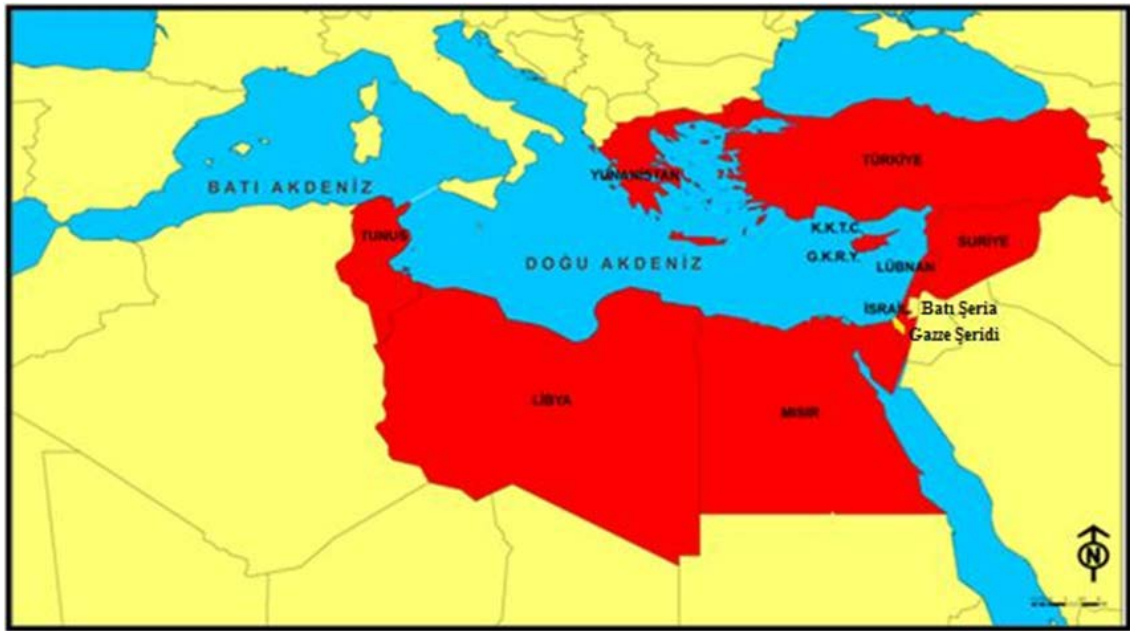 TÜRKİYE
YUNANİSTAN
BATI AKDENİZ
K.K.T.C.
TUNUS
SURİYE
G.K.R.Y.
DOĞU AKDENİZ
LÜBNAN
İSRAİL
Batı Şeria
Gazze Şeridi
LİBYA
MISIR
N